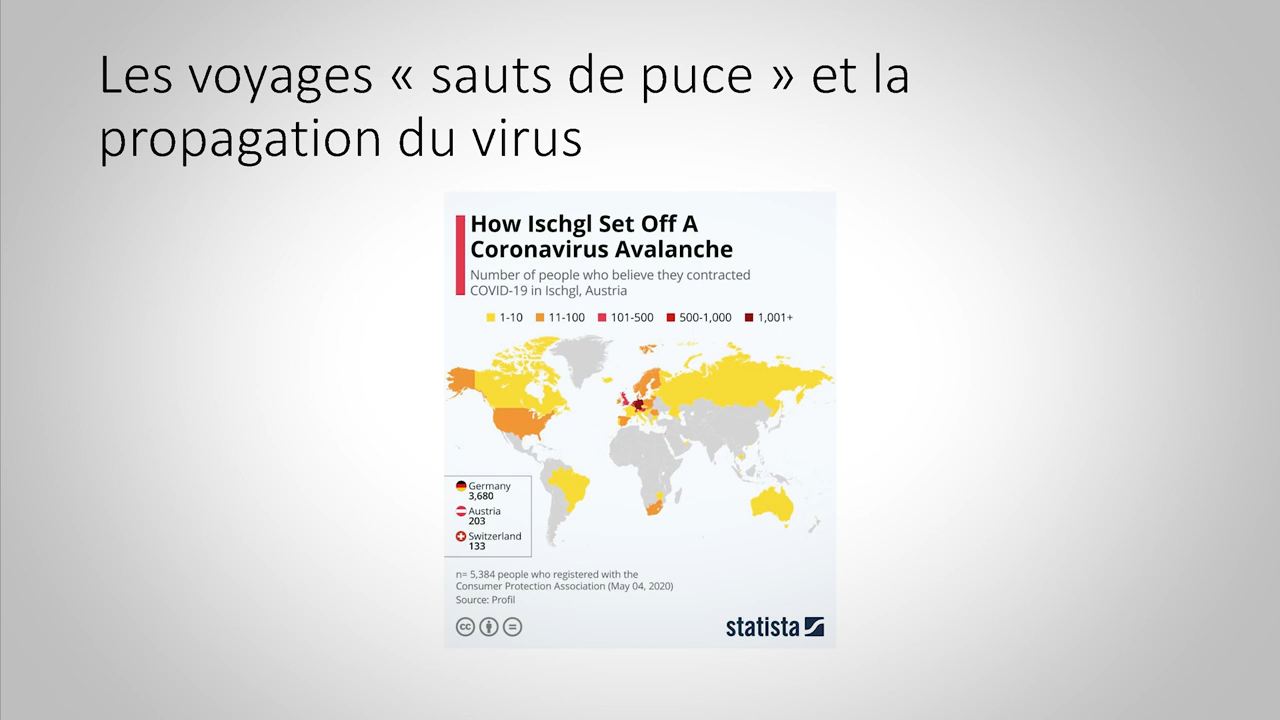 Les voyages « sauts de puce » et la
propagation du virus
How Ischgl Set Off A
Coronavirus Avalanche
Number of people who believe they contracted
COVID-19 in Ischgl, Austria
1-10 11-100 101-500 500-1,000 1,001+
Germany
3,680
Austria
203
Switzerland
133
n= 5,384 people who registered with the
Consumer Protection Association (May 04, 2020)
Source: Profil
cc
statista